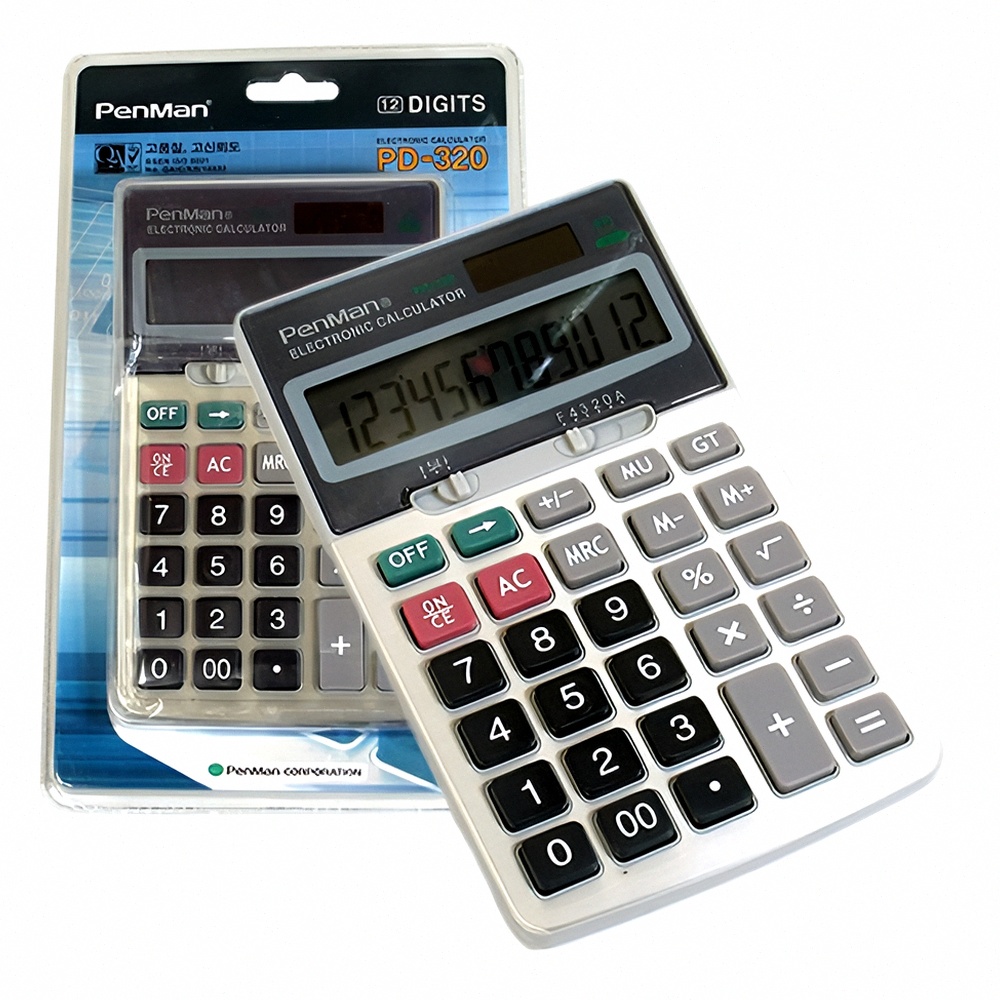 PenMan
12 DIGITS
고품질, 고신뢰도
ELECTRONIC CALCULATOR
PD-320
PenMan
ELECTRONIC CALCULATOR
OFF →
ON/CE AC MRC
7 8 9
4 5 6
1 2 3 +
0 00 •
PenMan CORPORATION
PenMan
ELECTRONIC CALCULATOR
123456789012
F4320A
OFF → +/− MU GT
ON/CE AC MRC M− M+
7 8 9 % √
4 5 6 × ÷
1 2 3 + −
0 00 • =